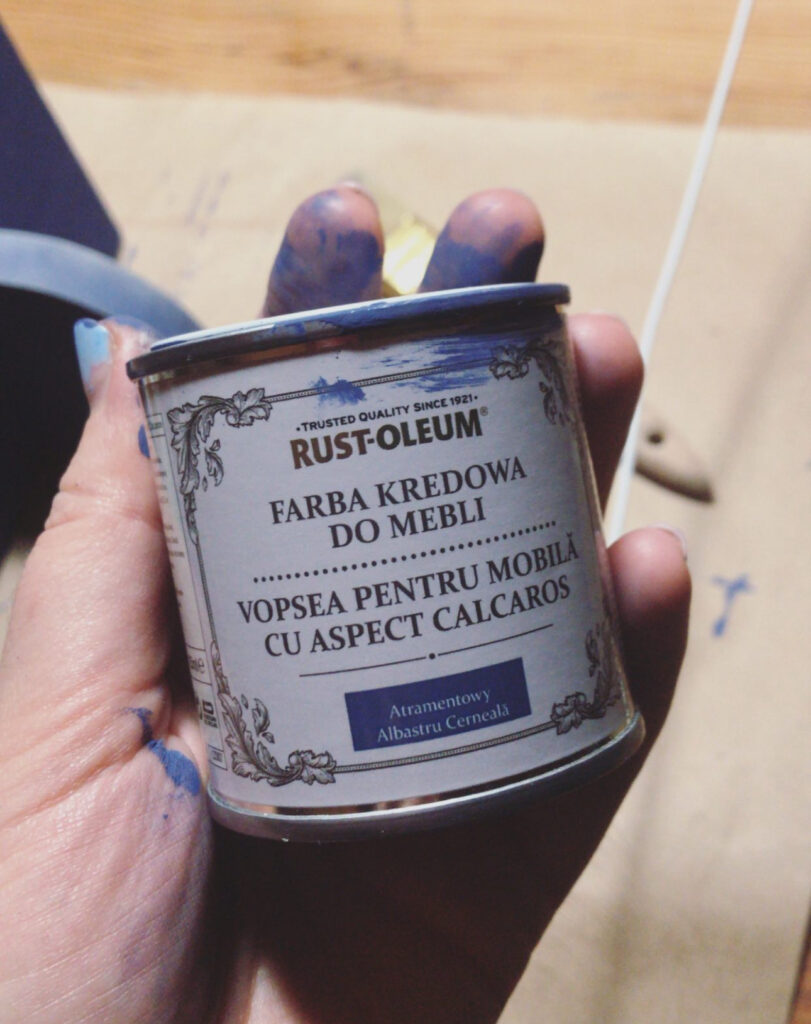 •TRUSTED QUALITY SINCE 1921•
RUST-OLEUM®
FARBA KREDOWA
DO MEBLI
VOPSEA PENTRU MOBILĂ
CU ASPECT CALCAROS
Atramentowy
Albastru Cerneală